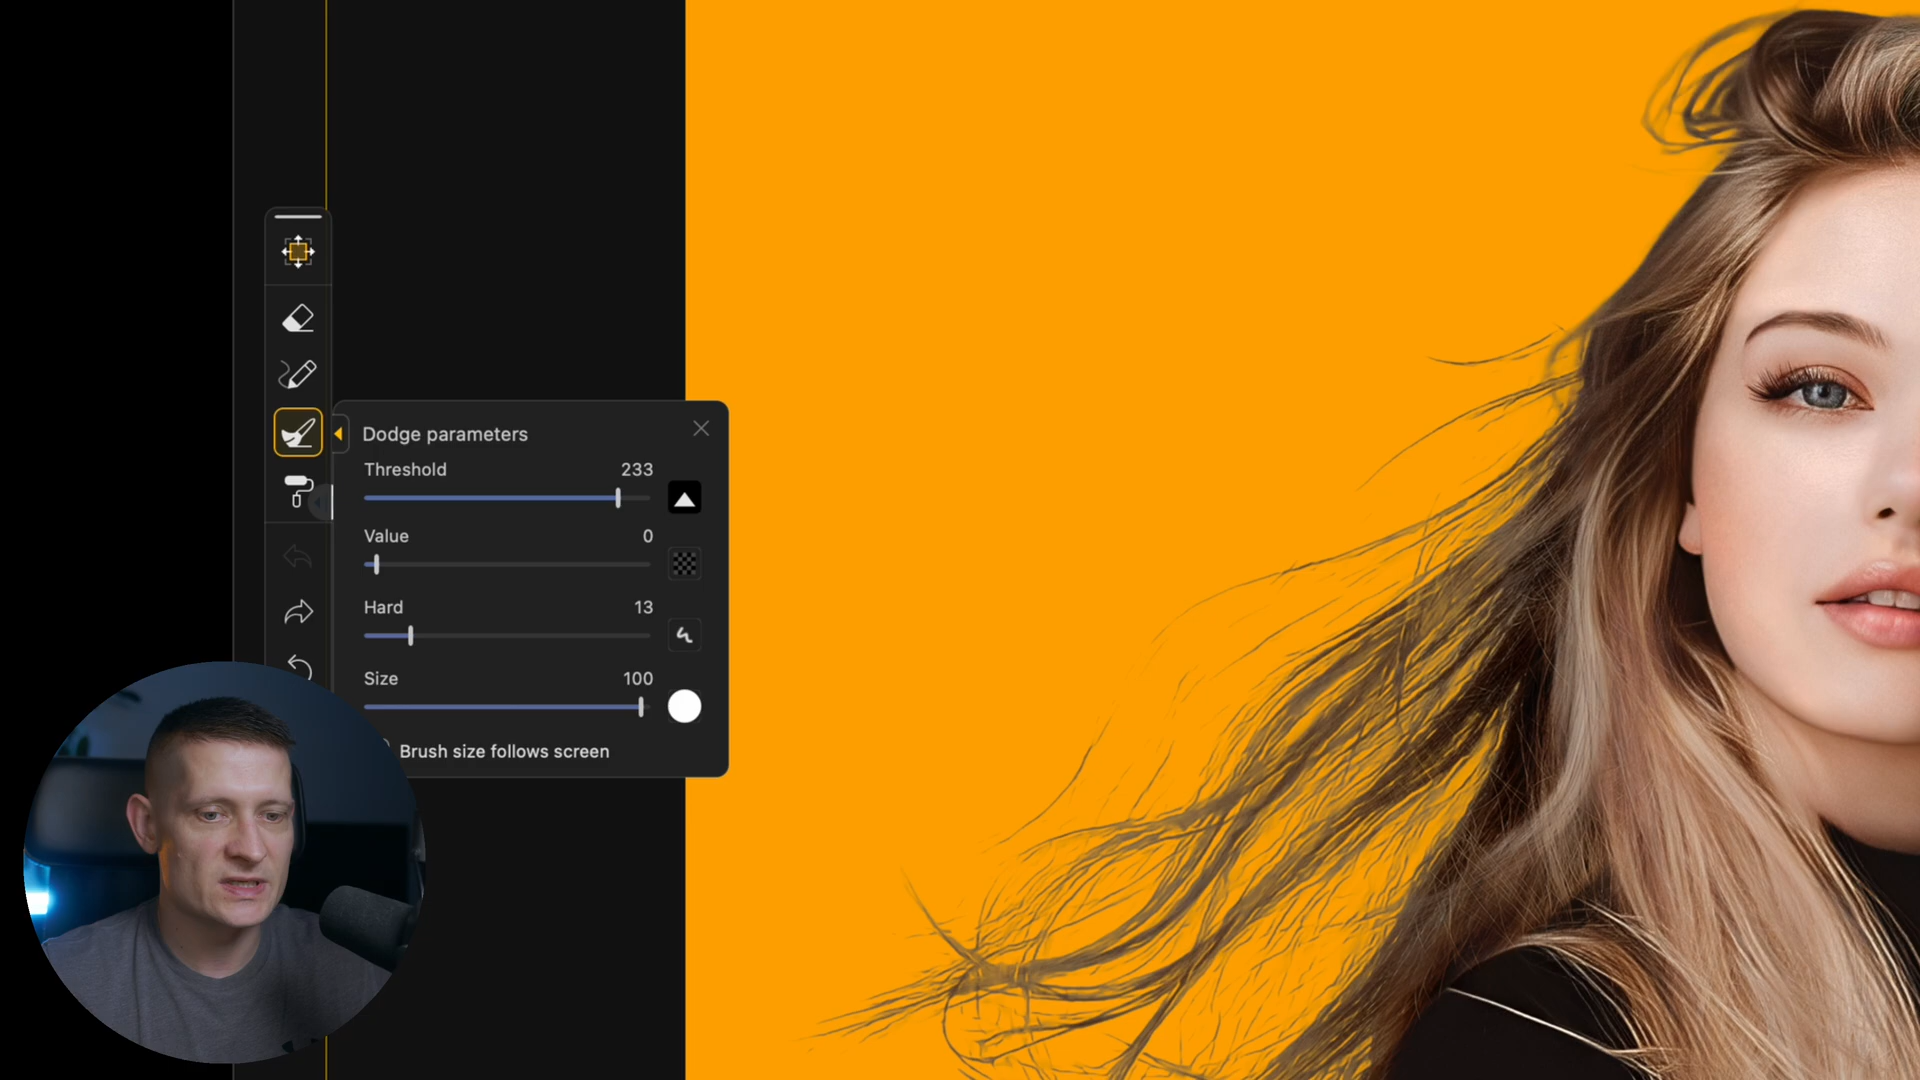 Dodge parameters
Threshold 233
Value 0
Hard 13
Size 100
Brush size follows screen